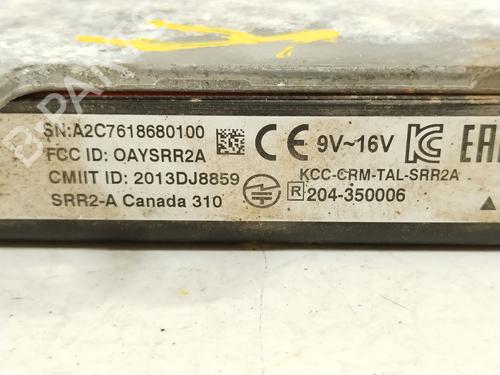 SN:A2C7618680100
FCC ID: OAYSRR2A
CMIIT ID: 2013DJ8859
SRR2-A Canada 310
CE 9V~16V
KCC-CRM-TAL-SRR2A
R 204-350006
B-PARTS